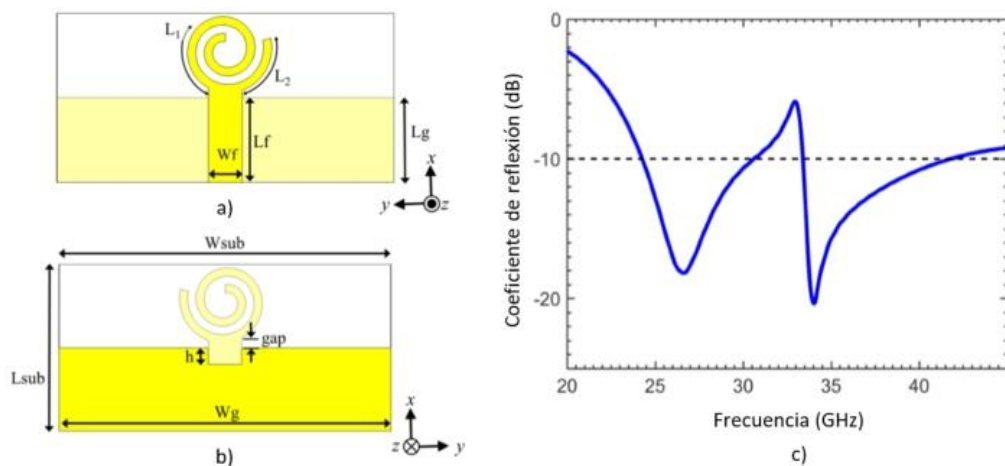 L₁
L₂
Wf
Lf
Lg
x
y
z
a)
Wsub
Lsub
gap
h
Wg
x
z
y
b)
Coeficiente de reflexión (dB)
0
-10
-20
20
25
30
35
40
Frecuencia (GHz)
c)